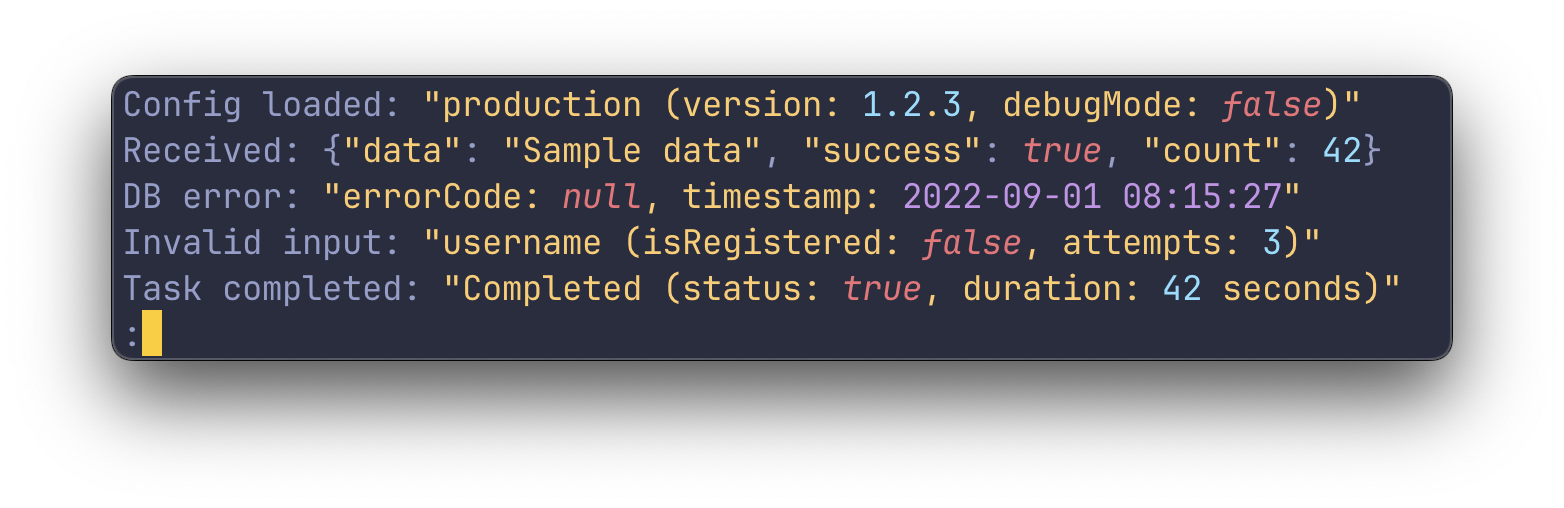 Config loaded: "production (version: 1.2.3, debugMode: false)"
Received: {"data": "Sample data", "success": true, "count": 42}
DB error: "errorCode: null, timestamp: 2022-09-01 08:15:27"
Invalid input: "username (isRegistered: false, attempts: 3)"
Task completed: "Completed (status: true, duration: 42 seconds)"
: